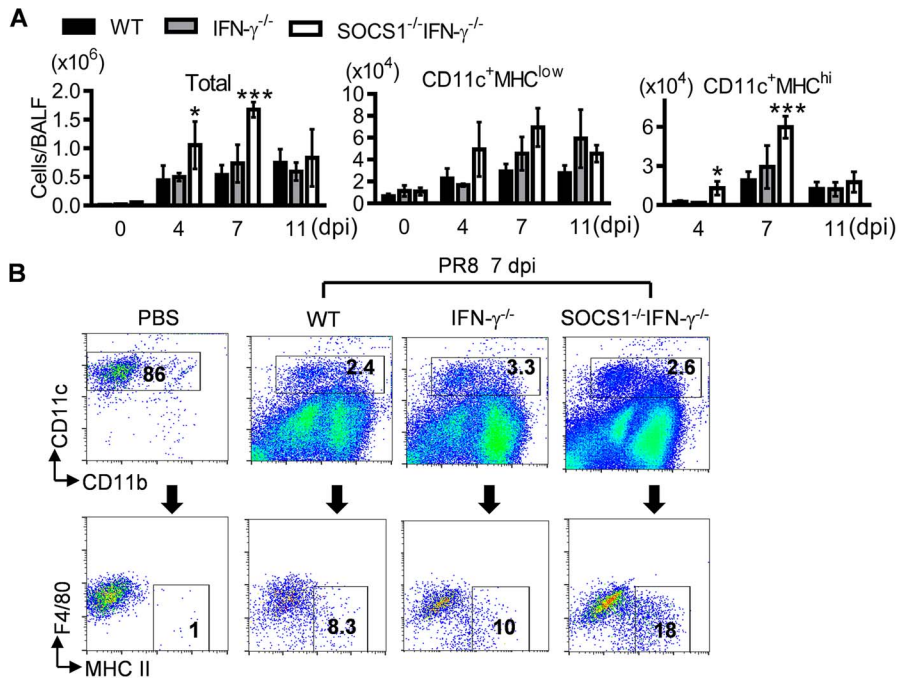 A
WT IFN-γ-/- SOCS1-/-IFN-γ-/-
(x10⁶) Total
Cells/BALF
2.0
1.5
1.0
0.5
0.0
* ***
0 4 7 11 (dpi)
(x10⁴) CD11c⁺MHClow
10
8
6
4
2
0
0 4 7 11 (dpi)
(x10⁴) CD11c⁺MHChi
6
3
0
* ***
4 7 11 (dpi)
B
PR8 7 dpi
PBS WT IFN-γ-/- SOCS1-/-IFN-γ-/-
86 2.4 3.3 2.6
CD11c
CD11b
1 8.3 10 18
F4/80
MHC II